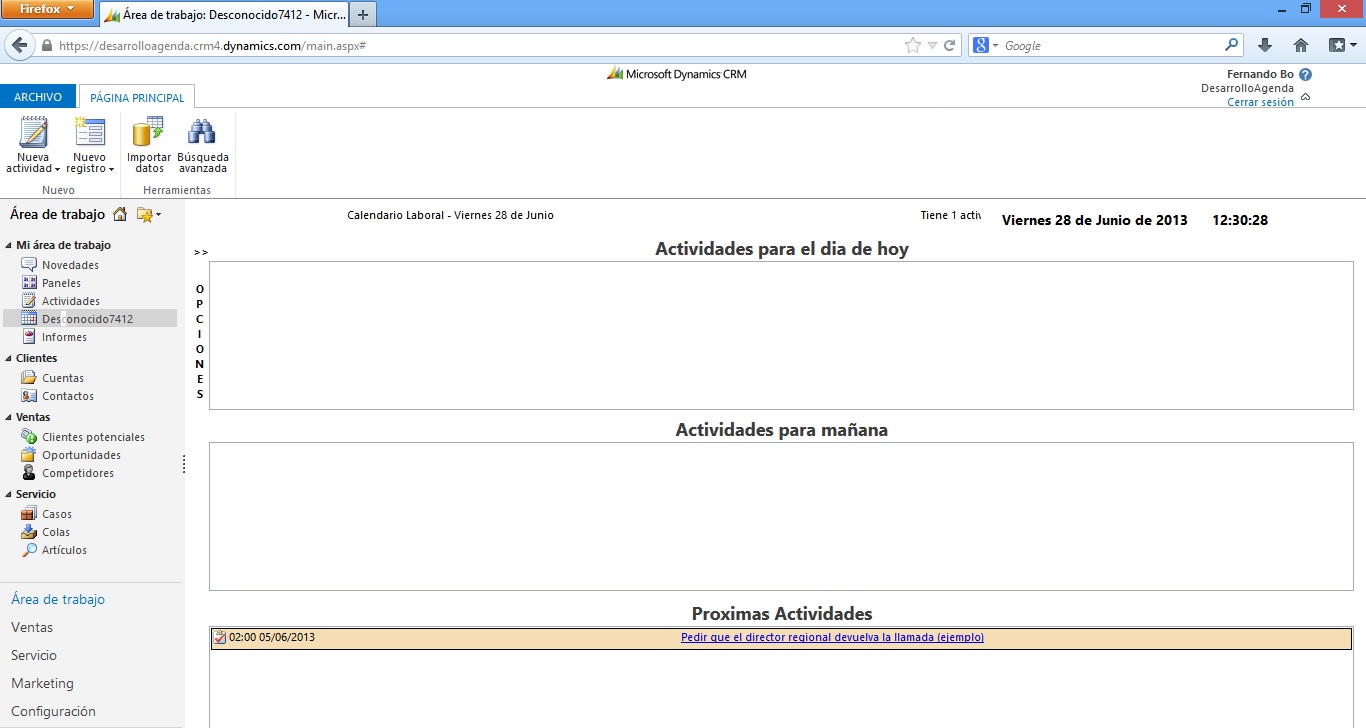 Firefox
Área de trabajo: Desconocido7412 - Micr...
https://desarrolloagenda.crm4.dynamics.com/main.aspx#
Google
Microsoft Dynamics CRM
Fernando Bo
DesarrolloAgenda
Cerrar sesión
ARCHIVO
PÁGINA PRINCIPAL
Nueva actividad
Nuevo registro
Importar datos
Búsqueda avanzada
Nuevo
Herramientas
Área de trabajo
Mi área de trabajo
Novedades
Paneles
Actividades
Desconocido7412
Informes
Clientes
Cuentas
Contactos
Ventas
Clientes potenciales
Oportunidades
Competidores
Servicio
Casos
Colas
Artículos
Área de trabajo
Ventas
Servicio
Marketing
Configuración
Calendario Laboral - Viernes 28 de Junio
Tiene 1 activ
Viernes 28 de Junio de 2013 12:30:28
>>
OPCIONES
Actividades para el dia de hoy
Actividades para mañana
Proximas Actividades
02:00 05/06/2013
Pedir que el director regional devuelva la llamada (ejemplo)